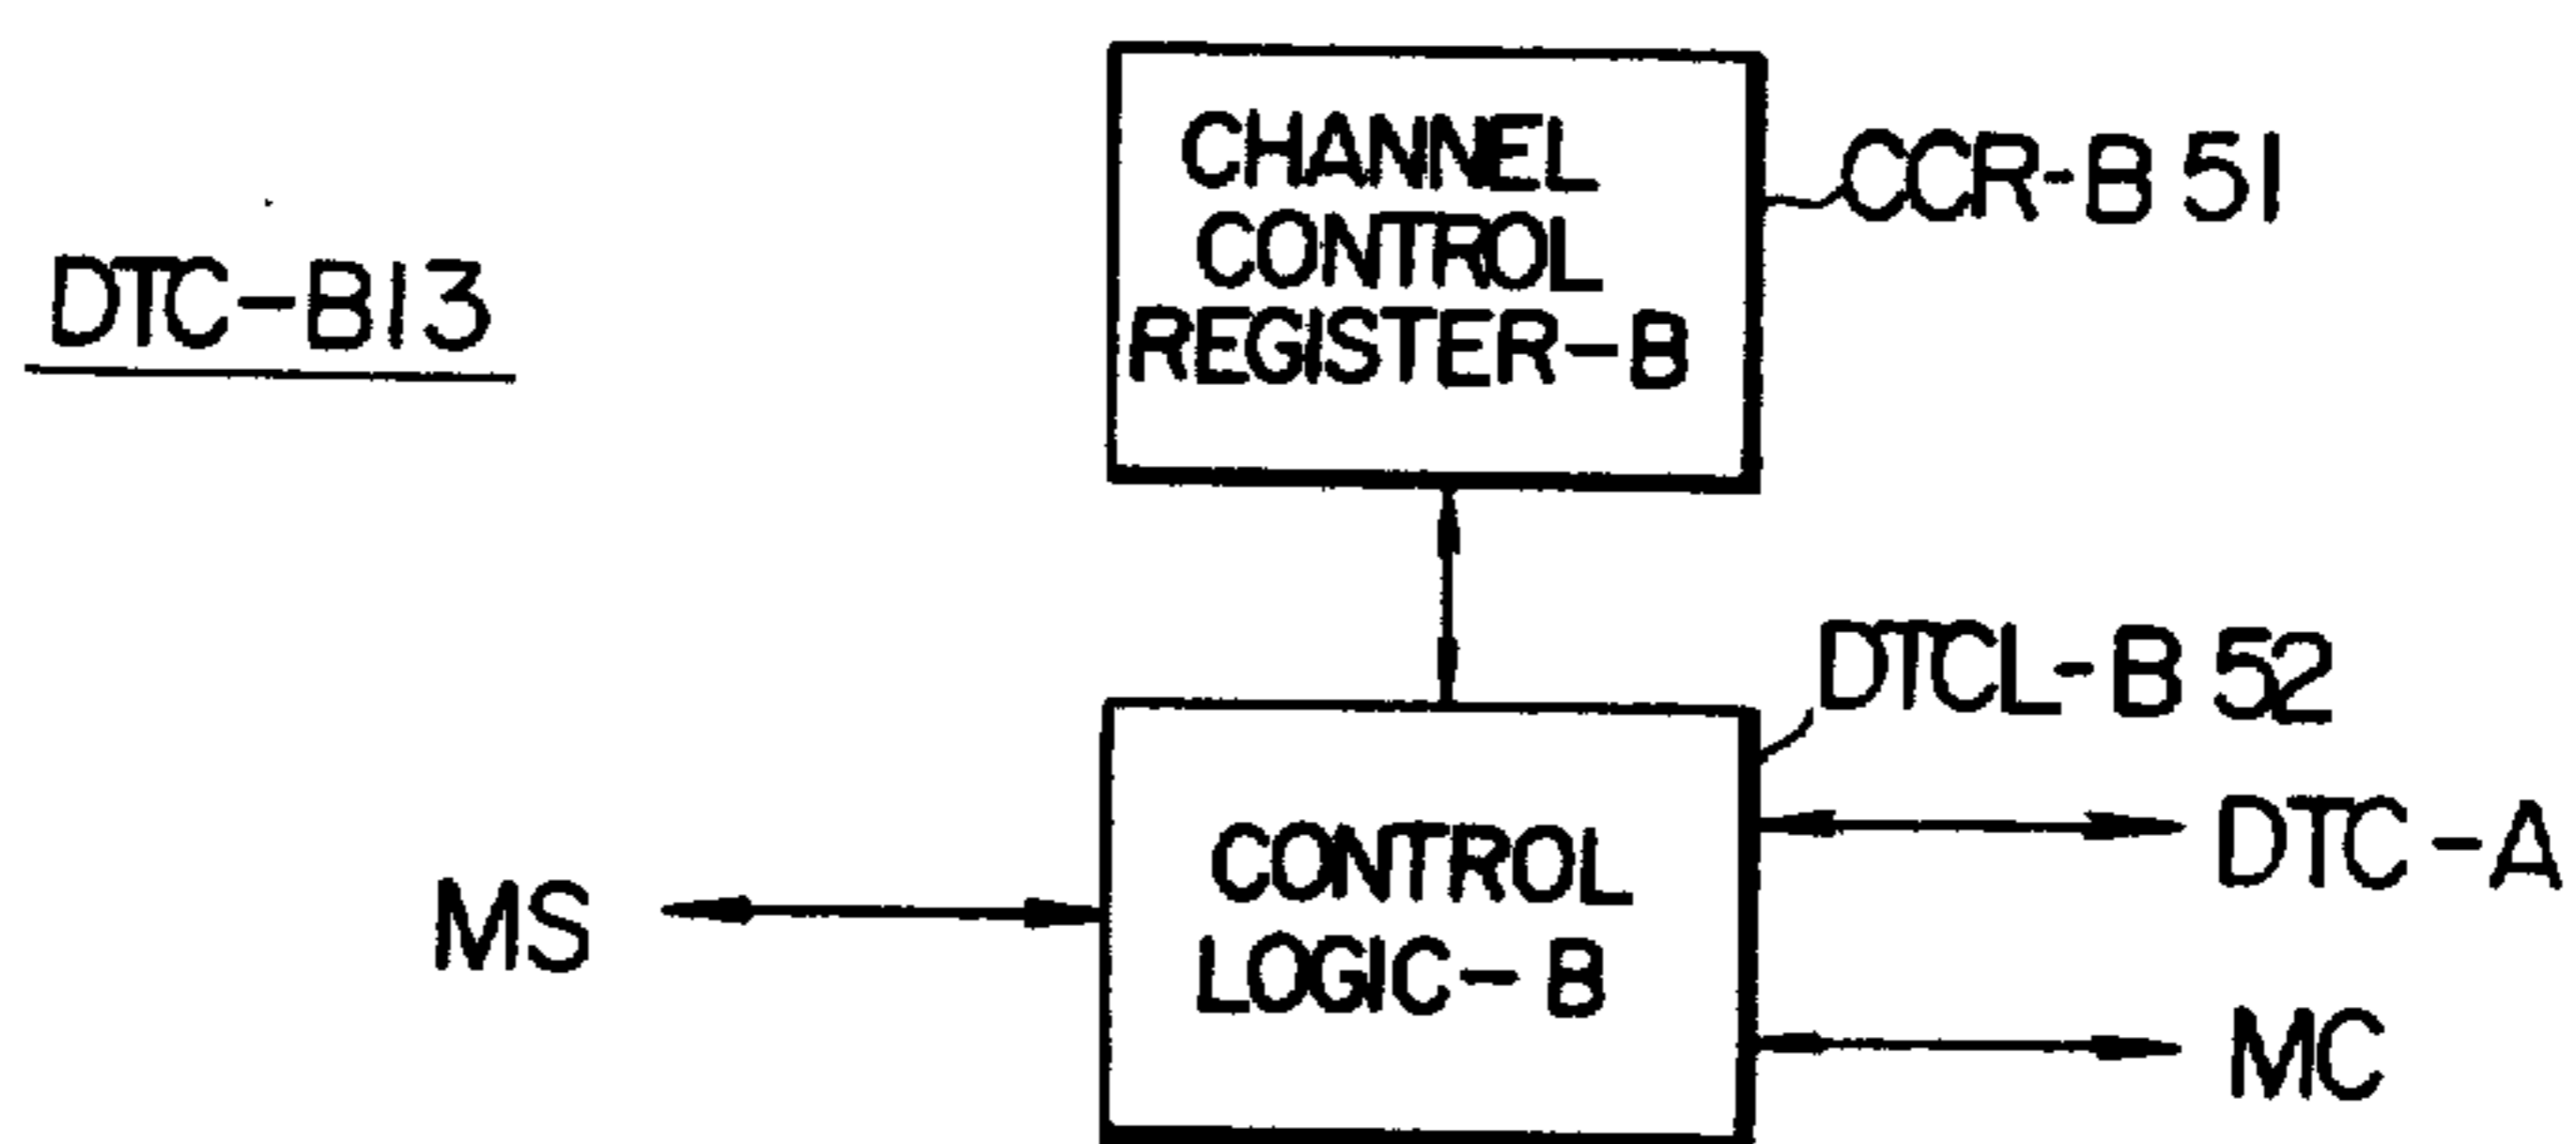 CHANNEL
CONTROL
REGISTER-B
CCR-B 51
DTC-B13
DTCL-B 52
CONTROL
LOGIC-B
MS
DTC-A
MC